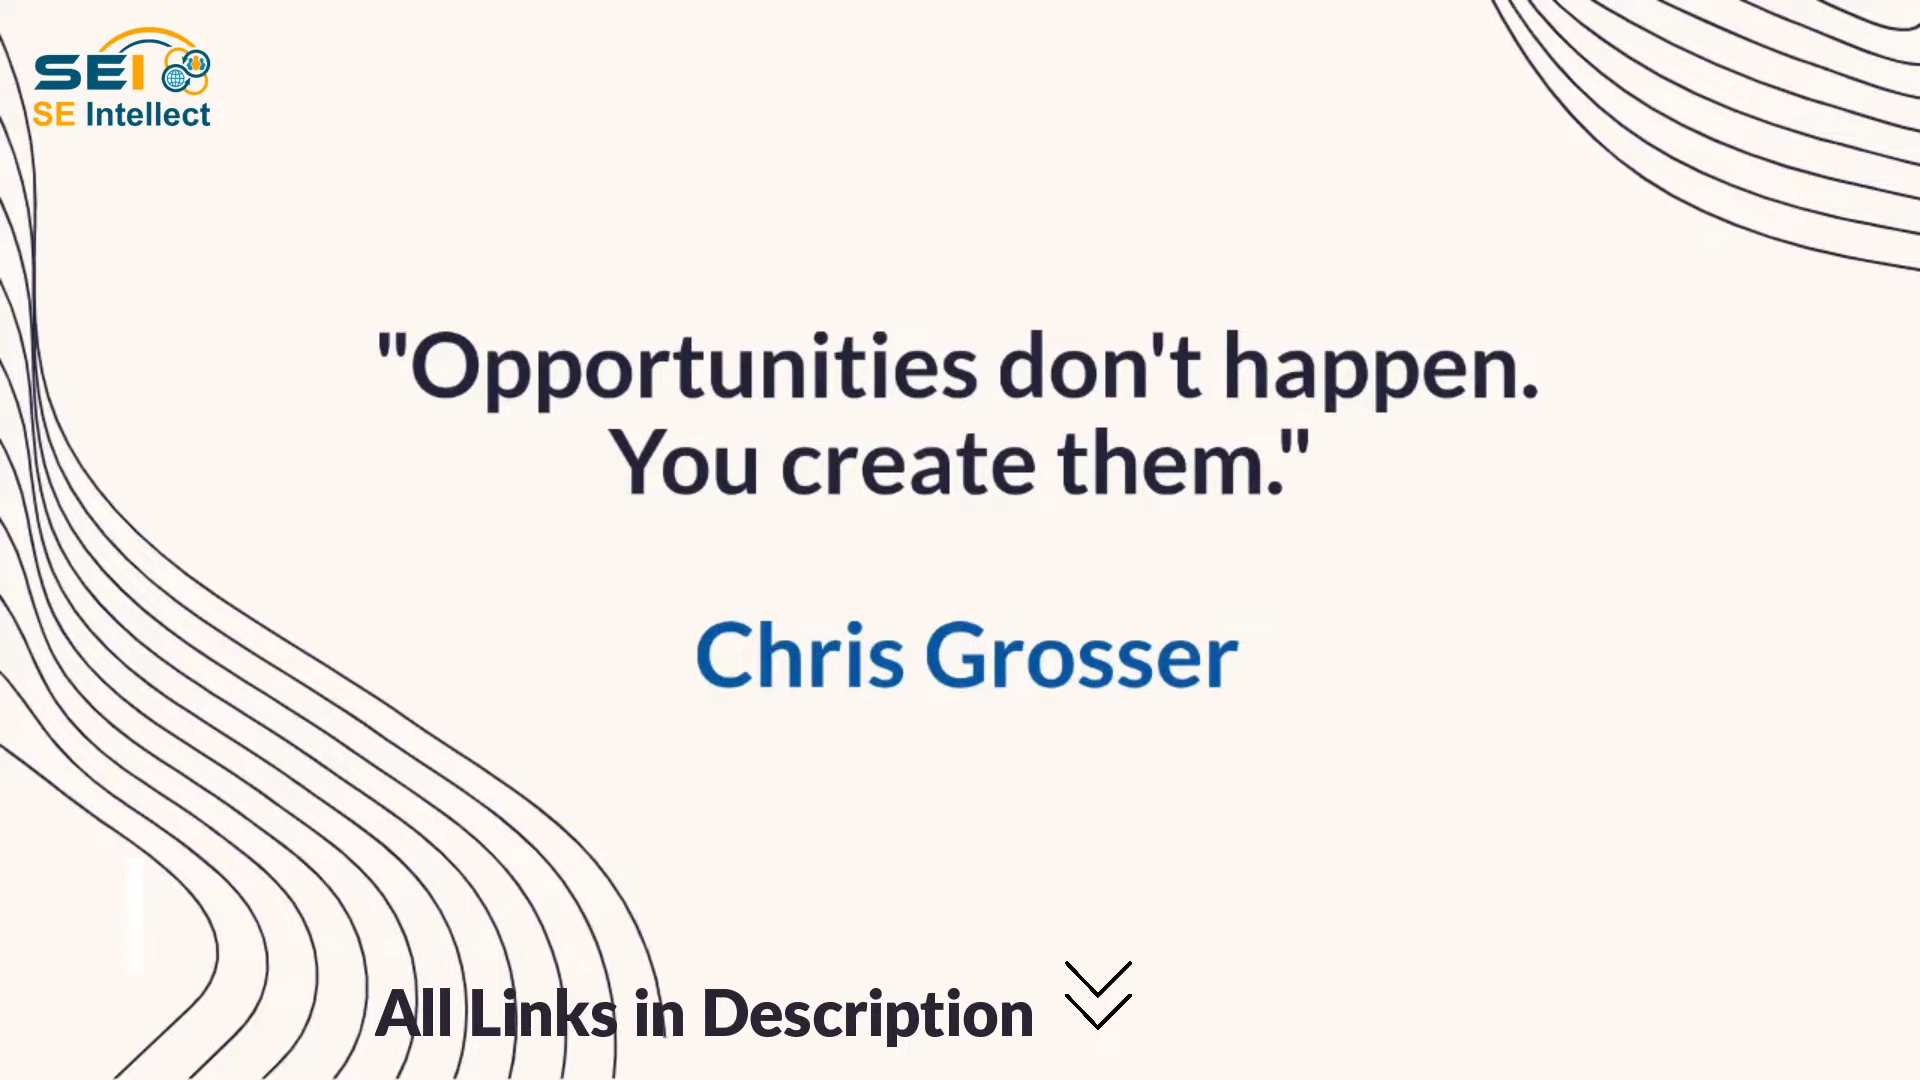 SEI
SE Intellect
"Opportunities don't happen.
You create them."
Chris Grosser
All Links in Description